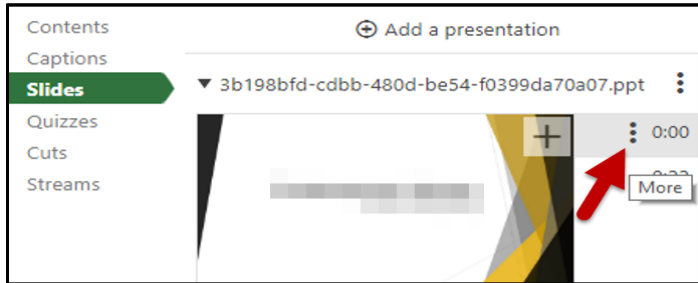 Contents
Captions
Slides
Quizzes
Cuts
Streams
Add a presentation
3b198bfd-cdbb-480d-be54-f0399da70a07.ppt
0:00
More